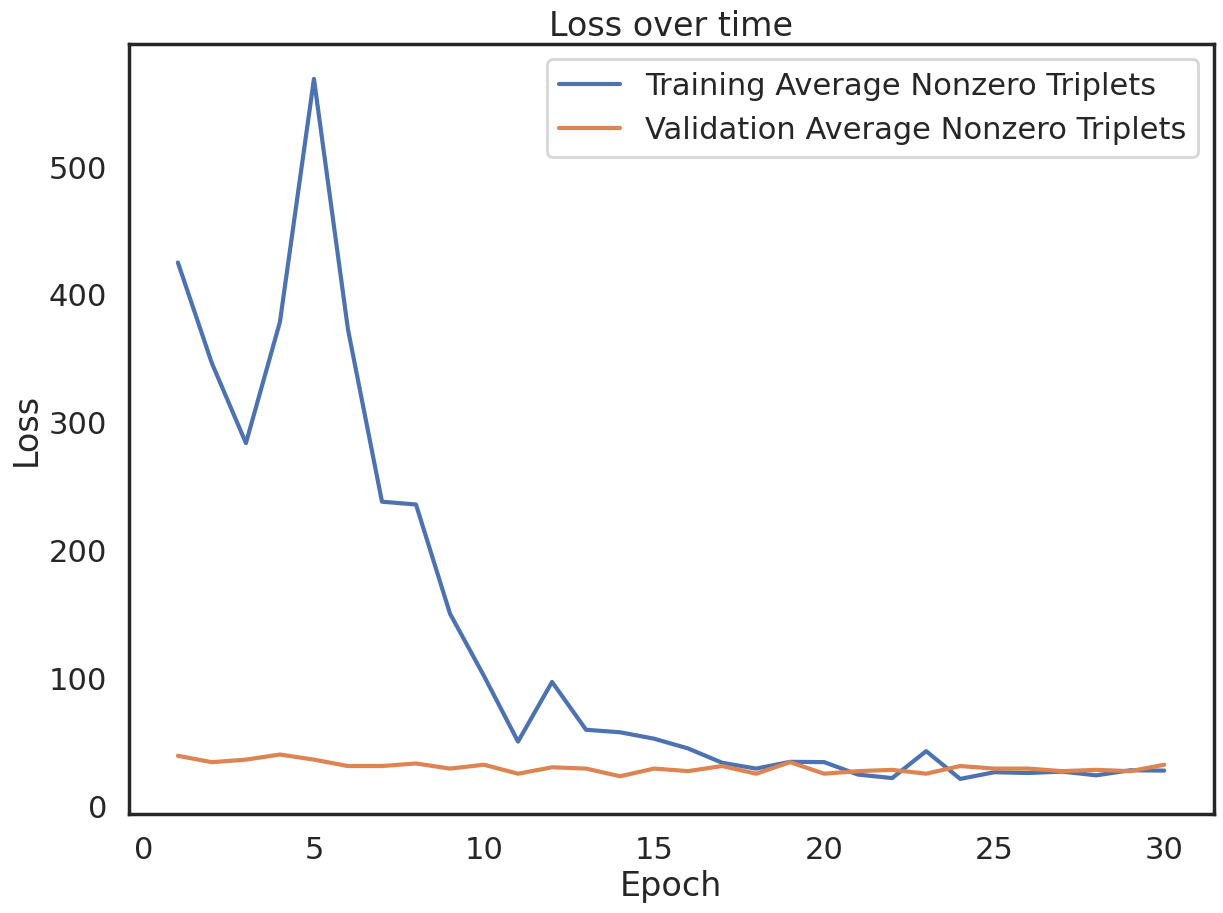 Loss over time
Training Average Nonzero Triplets
Validation Average Nonzero Triplets
Loss
500
400
300
200
100
0
0 5 10 15 20 25 30
Epoch